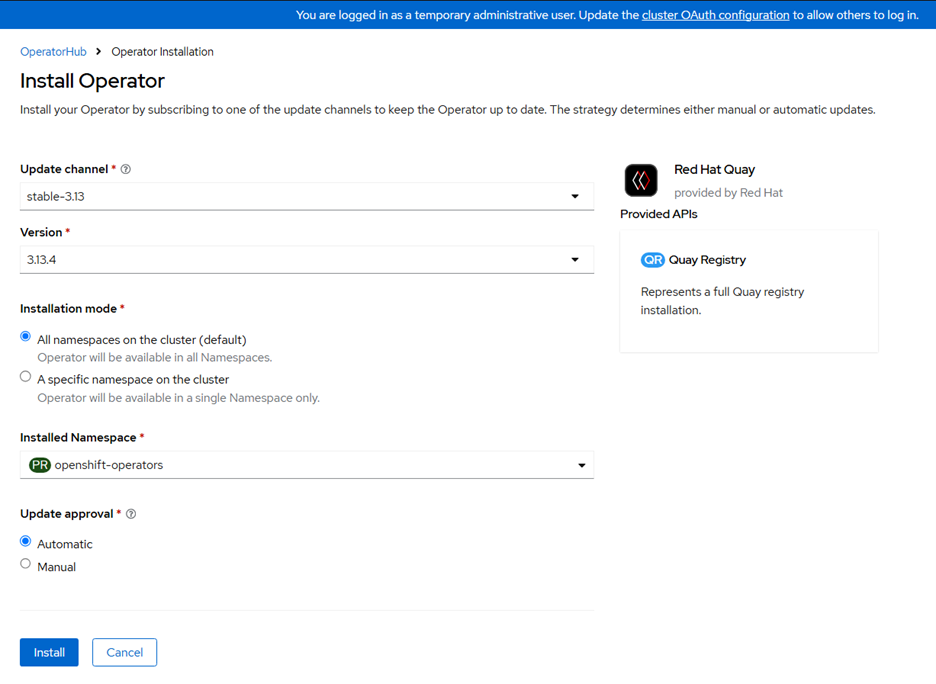 You are logged in as a temporary administrative user. Update the cluster OAuth configuration to allow others to log in.
OperatorHub > Operator Installation
Install Operator
Install your Operator by subscribing to one of the update channels to keep the Operator up to date. The strategy determines either manual or automatic updates.
Update channel *
stable-3.13
Version *
3.13.4
Installation mode *
All namespaces on the cluster (default)
Operator will be available in all Namespaces.
A specific namespace on the cluster
Operator will be available in a single Namespace only.
Installed Namespace *
PR openshift-operators
Update approval *
Automatic
Manual
Install Cancel
Red Hat Quay
provided by Red Hat
Provided APIs
QR Quay Registry
Represents a full Quay registry
installation.